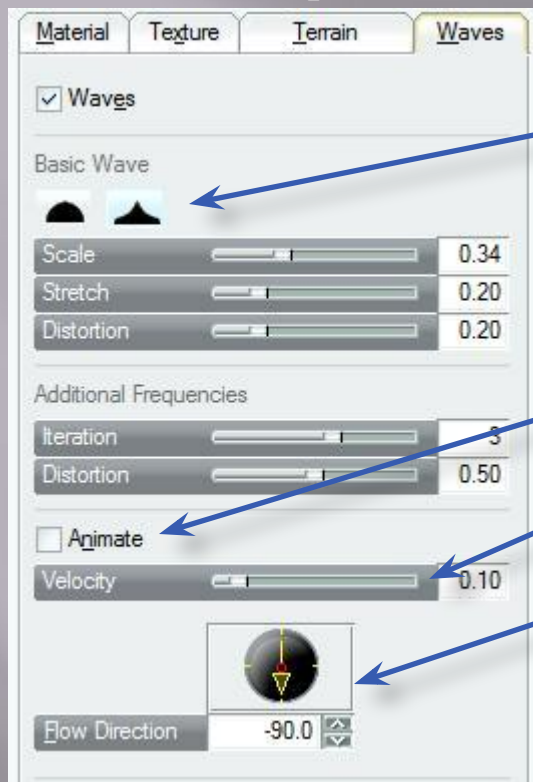 Material Texture Terrain Waves
Waves
Basic Wave
Scale 0.34
Stretch 0.20
Distortion 0.20
Additional Frequencies
Iteration 3
Distortion 0.50
Animate
Velocity 0.10
Flow Direction -90.0